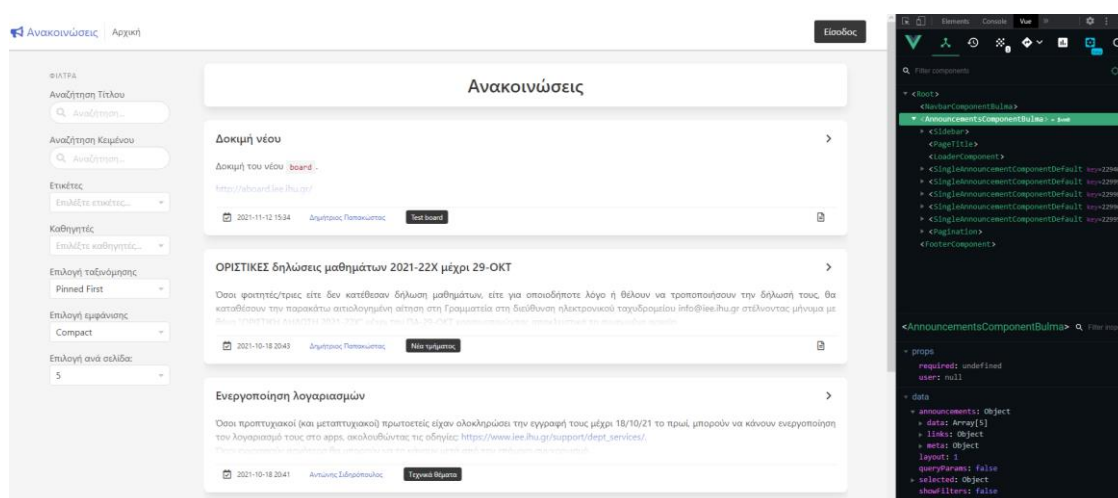 Ανακοινώσεις Αρχική
Είσοδος
ΦΙΛΤΡΑ
Αναζήτηση Τίτλου
Αναζήτηση...
Αναζήτηση Κειμένου
Αναζήτηση...
Ετικέτες
Επιλέξτε ετικέτες...
Καθηγητές
Επιλέξτε καθηγητές...
Επιλογή ταξινόμησης
Pinned First
Επιλογή εμφάνισης
Compact
Επιλογή ανά σελίδα:
5
Ανακοινώσεις
Δοκιμή νέου
Δοκιμή του νέου board .
http://aboard.iee.ihu.gr/
2021-11-12 15:34 Δημήτριος Παπακώστας Test board
ΟΡΙΣΤΙΚΕΣ δηλώσεις μαθημάτων 2021-22Χ μέχρι 29-ΟΚΤ
Όσοι φοιτητές/τριες είτε δεν κατέθεσαν δήλωση μαθημάτων, είτε για οποιοδήποτε λόγο ή θέλουν να τροποποιήσουν την δήλωσή τους, θα
καταθέσουν την παρακάτω αιτιολογημένη αίτηση στη Γραμματεία στη διεύθυνση ηλεκτρονικού ταχυδρομείου info@iee.ihu.gr στέλνοντας μήνυμα με
2021-10-18 20:43 Δημήτριος Παπακώστας Νέα τμήματος
Ενεργοποίηση λογαριασμών
Όσοι προπτυχιακοί (και μεταπτυχιακοί) πρωτοετείς είχαν ολοκληρώσει την εγγραφή τους μέχρι 18/10/21 το πρωί, μπορούν να κάνουν ενεργοποίηση
τον λογαριασμό τους στο apps, ακολουθώντας τις οδηγίες: https://www.iee.ihu.gr/support/dept_services/.
2021-10-18 20:41 Αντώνης Σιδηρόπουλος Τεχνικά θέματα
Elements Console Vue
Filter components
<Root>
<NavbarComponentBulma>
<AnnouncementsComponentBulma> = $vm0
<Sidebar>
<PageTitle>
<LoaderComponent>
<SingleAnnouncementComponentDefault
<SingleAnnouncementComponentDefault
<SingleAnnouncementComponentDefault
<SingleAnnouncementComponentDefault
<SingleAnnouncementComponentDefault
<Pagination>
<FooterComponent>
<AnnouncementsComponentBulma> Filter
props
required: undefined
user: null
data
announcements: Object
data: Array[5]
links: Object
meta: Object
layout: 1
queryParams: false
selected: Object
showFilters: false